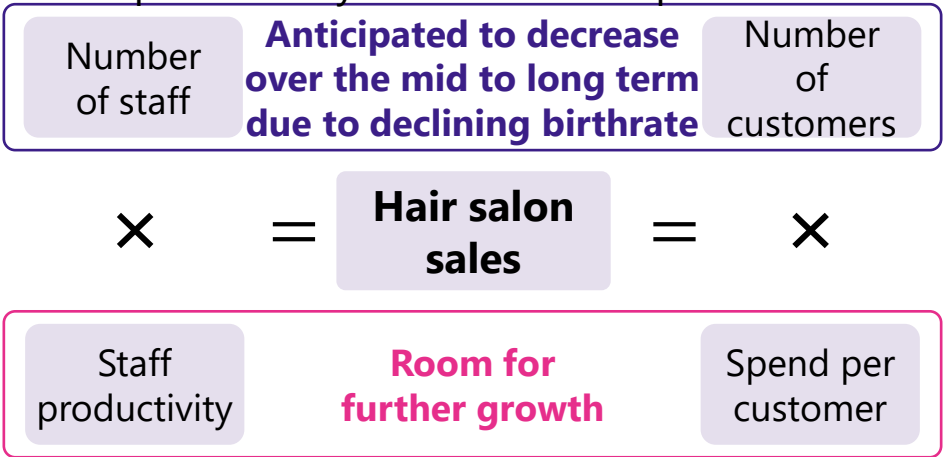 Number
of staff
Anticipated to decrease
over the mid to long term
due to declining birthrate
Number
of
customers
×
=
Hair salon
sales
=
×
Staff
productivity
Room for
further growth
Spend per
customer